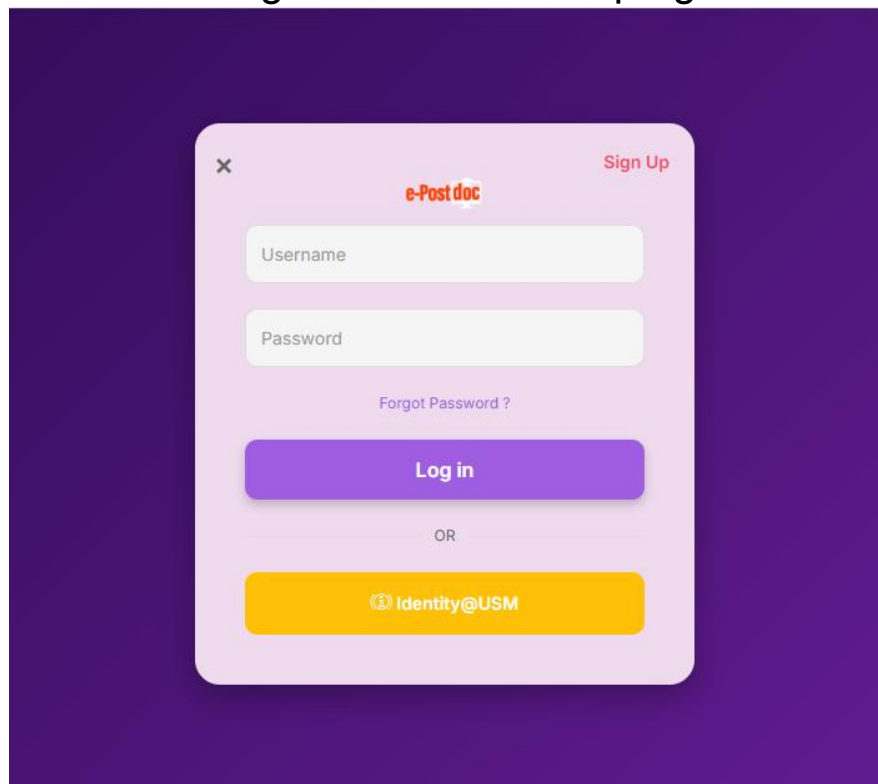 ×
Sign Up
e-Post doc
Username
Password
Forgot Password ?
Log in
OR
Identity@USM